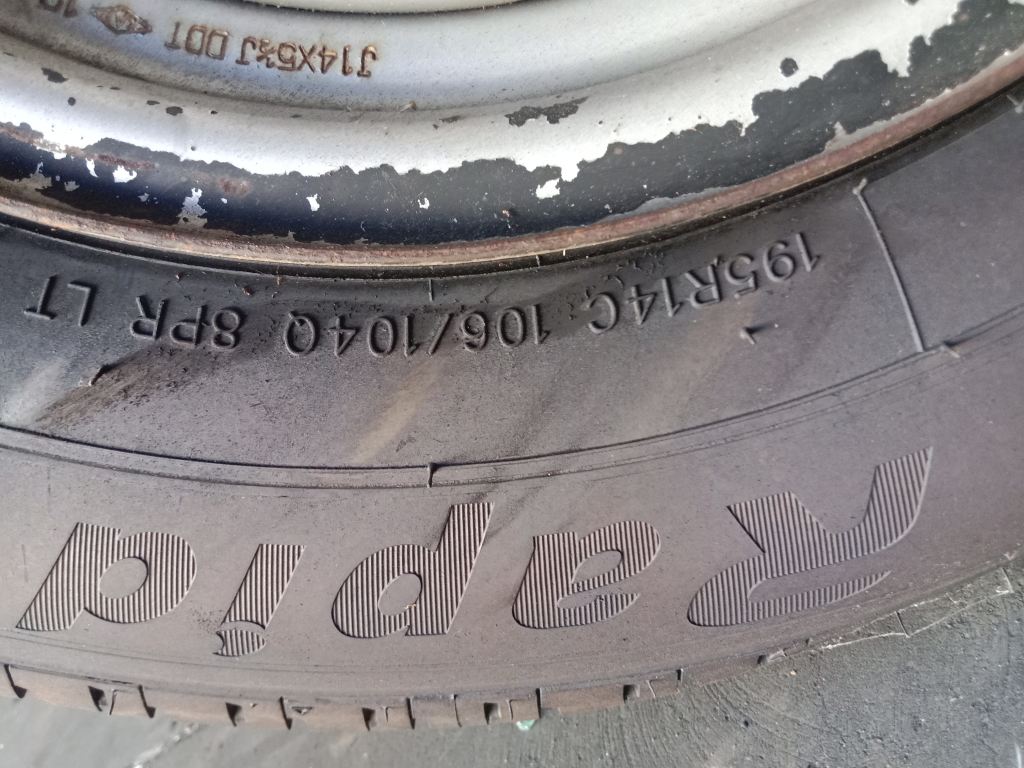 Rapid
195R14C 106/104Q 8PR LT
J14X5½J DOT